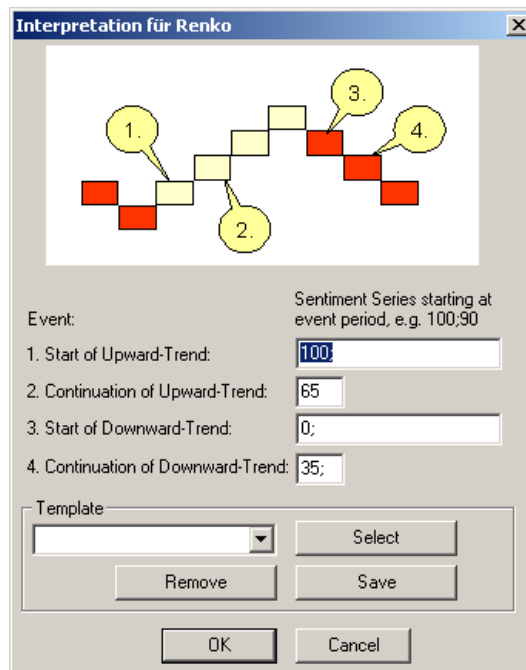 Interpretation für Renko
1.
2.
3.
4.
Event:
Sentiment Series starting at
event period, e.g. 100;90
1. Start of Upward-Trend:
100;
2. Continuation of Upward-Trend:
65
3. Start of Downward-Trend:
0;
4. Continuation of Downward-Trend:
35;
Template
Select
Remove
Save
OK
Cancel